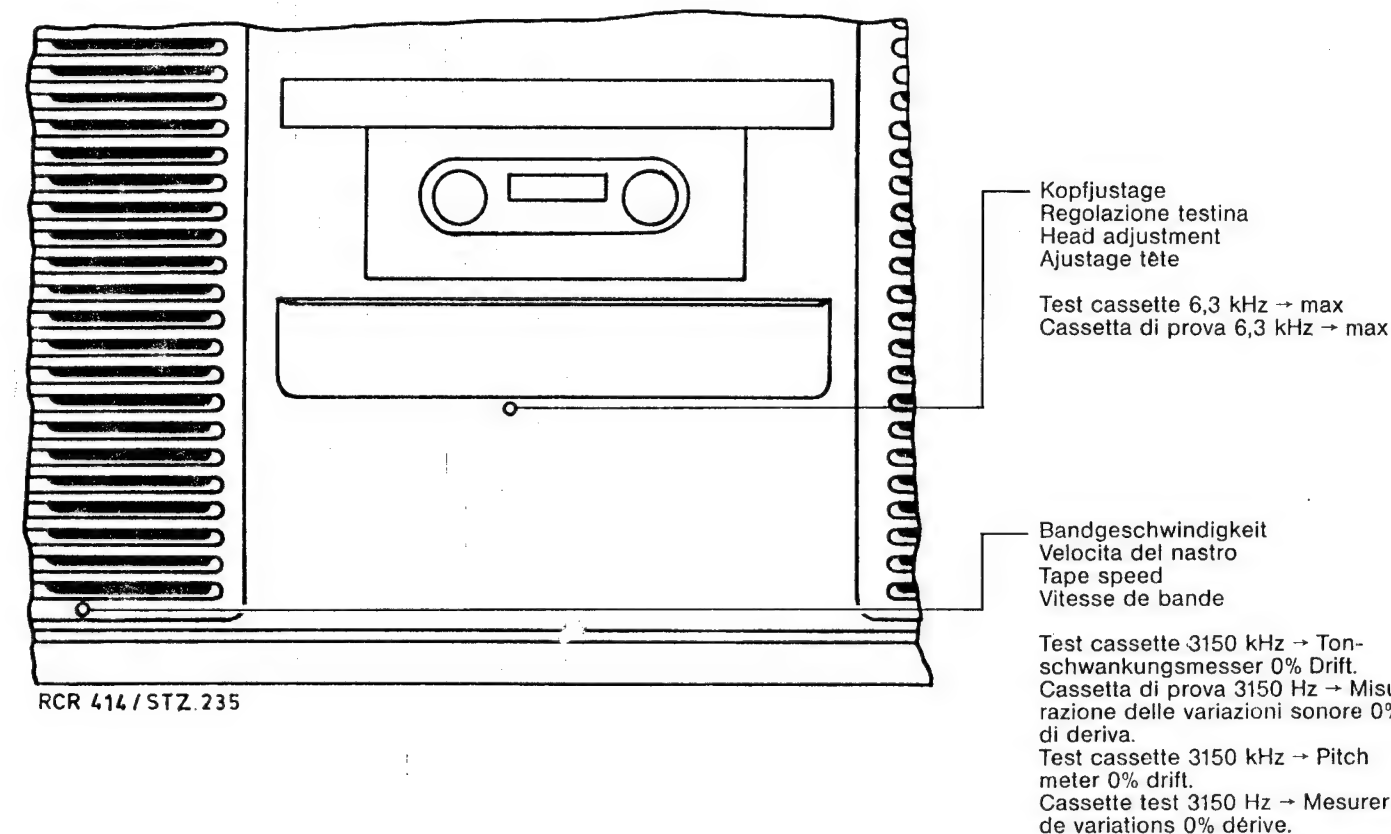 Kopfjustage
Regolazione testina
Head adjustment
Ajustage tête
Test cassette 6,3 kHz → max
Cassetta di prova 6,3 kHz → max
Bandgeschwindigkeit
Velocita del nastro
Tape speed
Vitesse de bande
Test cassette 3150 kHz → Ton-
schwankungsmesser 0% Drift.
Cassetta di prova 3150 Hz → Misu
razione delle variazioni sonore 0%
di deriva.
Test cassette 3150 kHz → Pitch
meter 0% drift.
Cassette test 3150 Hz → Mesurer
de variations 0% dérive.
RCR 414/STZ.235